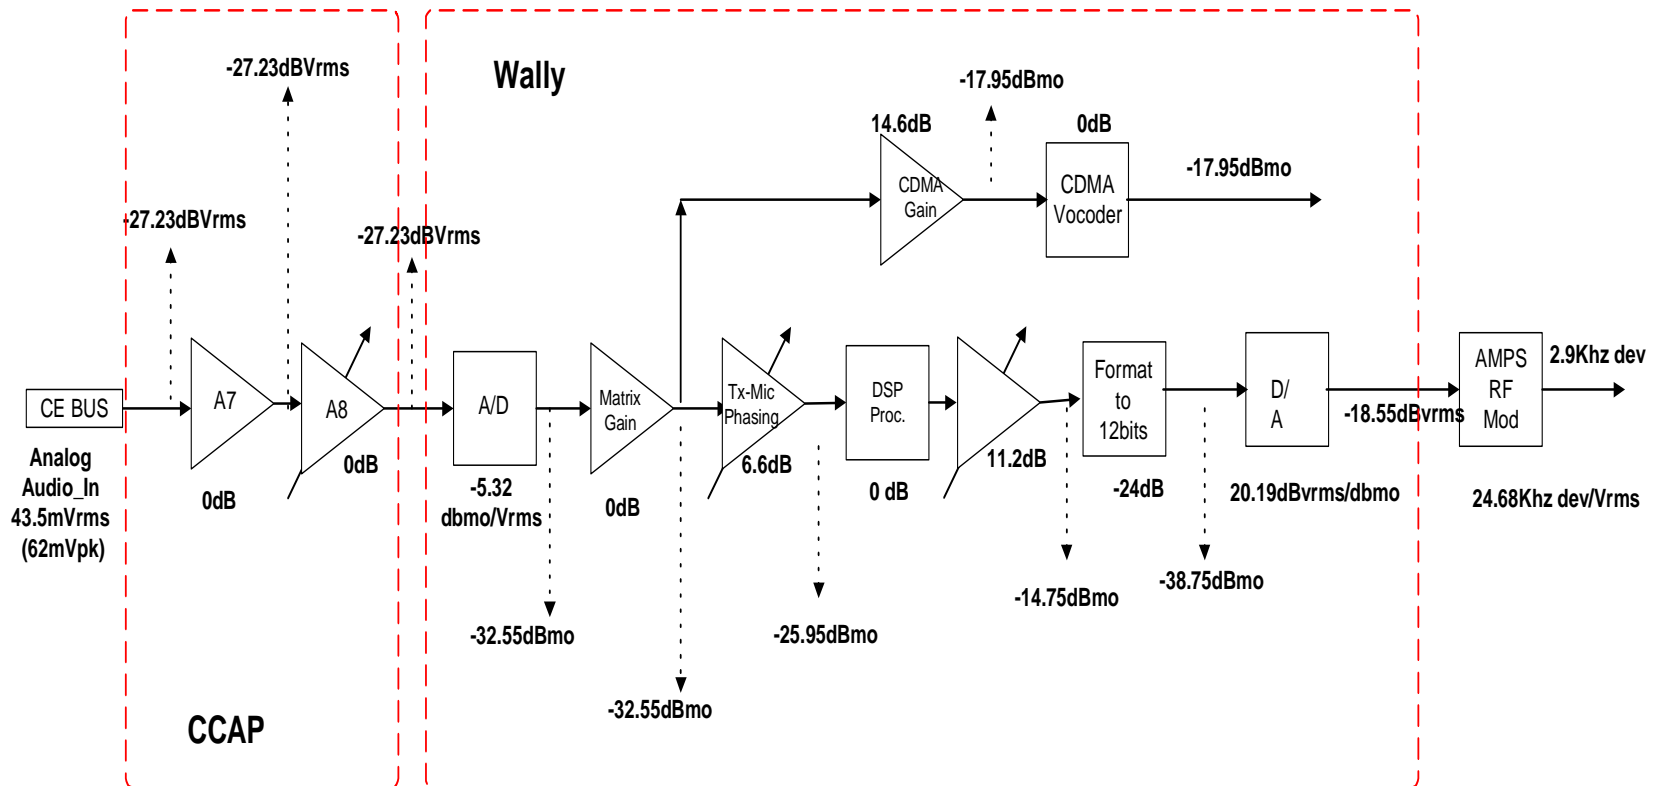 -27.23dBVrms
Wally
-17.95dBmo
14.6dB
0dB
-17.95dBmo
CDMA
Gain
CDMA
Vocoder
-27.23dBVrms
-27.23dBVrms
CE BUS
A7
A8
A/D
Matrix
Gain
Tx-Mic
Phasing
DSP
Proc.
Format
to
12bits
D/
A
-18.55dBvrms
AMPS
RF
Mod
2.9Khz dev
Analog
Audio_In
43.5mVrms
(62mVpk)
0dB
0dB
-5.32
dbmo/Vrms
0dB
6.6dB
0 dB
11.2dB
-24dB
20.19dBvrms/dbmo
24.68Khz dev/Vrms
-32.55dBmo
-25.95dBmo
-14.75dBmo
-38.75dBmo
-32.55dBmo
CCAP